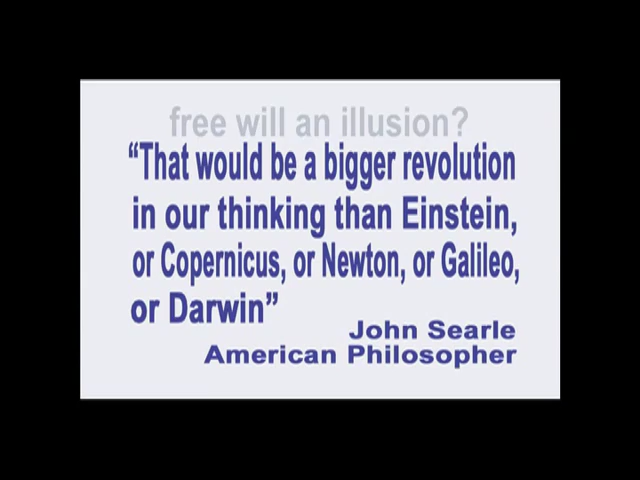 free will an illusion?
“That would be a bigger revolution
in our thinking than Einstein,
or Copernicus, or Newton, or Galileo,
or Darwin”
John Searle
American Philosopher